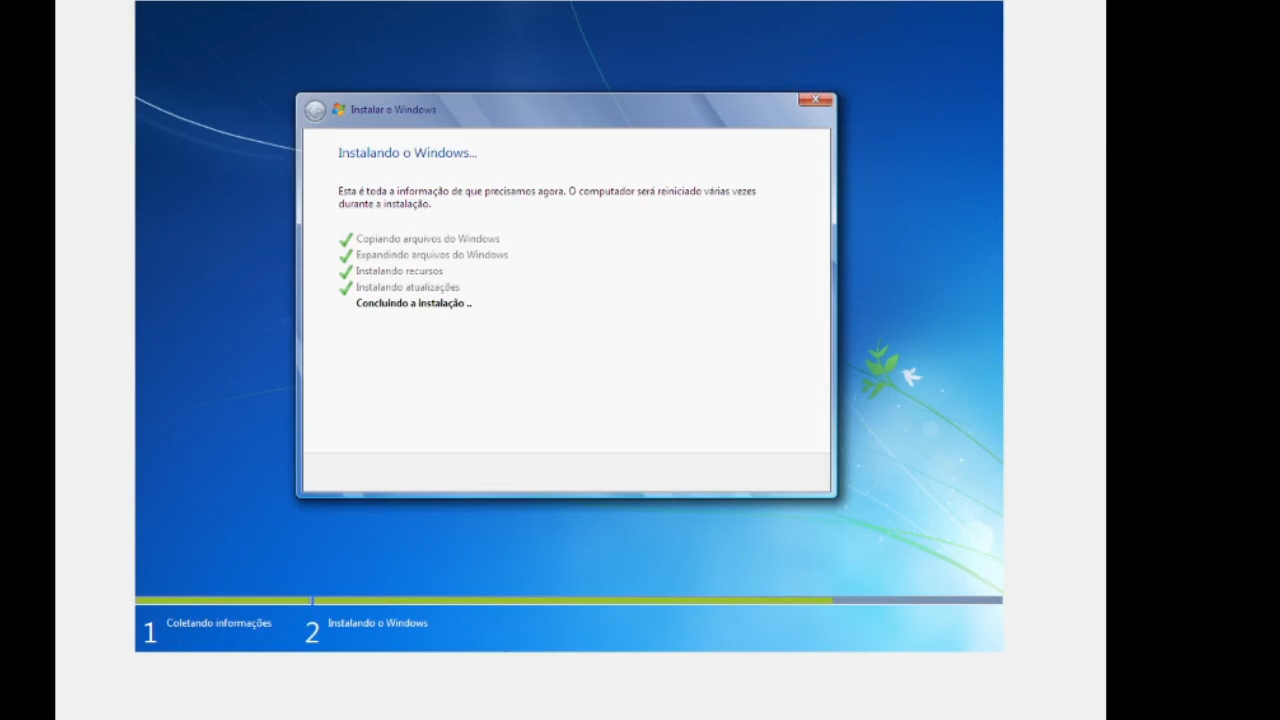 Instalar o Windows
Instalando o Windows...
Esta é toda a informação de que precisamos agora. O computador será reiniciado várias vezes
durante a instalação.
Copiando arquivos do Windows
Expandindo arquivos do Windows
Instalando recursos
Instalando atualizações
Concluindo a instalação ..
1 Coletando informações 2 Instalando o Windows